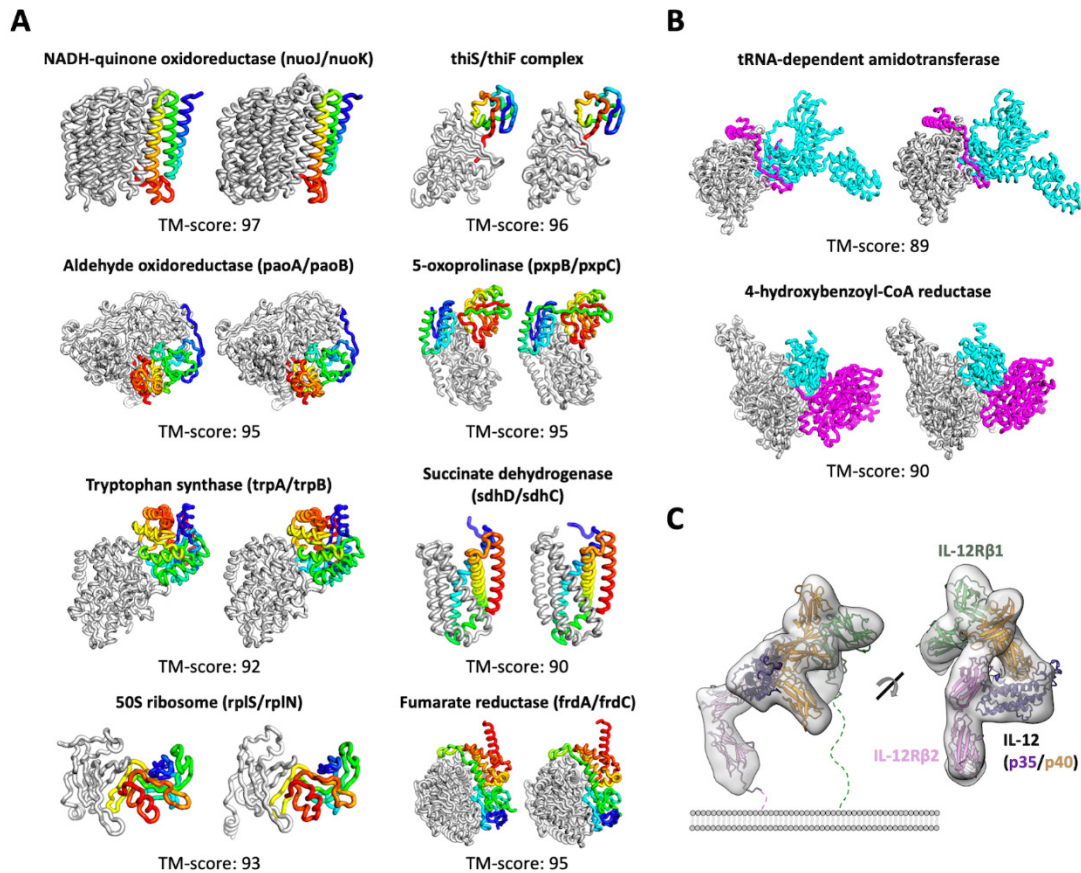 A
NADH-quinone oxidoreductase (nuoJ/nuoK)
TM-score: 97
thiS/thiF complex
TM-score: 96
Aldehyde oxidoreductase (paoA/paoB)
TM-score: 95
5-oxoprolinase (pxpB/pxpC)
TM-score: 95
Tryptophan synthase (trpA/trpB)
TM-score: 92
Succinate dehydrogenase
(sdhD/sdhC)
TM-score: 90
50S ribosome (rplS/rplN)
TM-score: 93
Fumarate reductase (frdA/frdC)
TM-score: 95
B
tRNA-dependent amidotransferase
TM-score: 89
4-hydroxybenzoyl-CoA reductase
TM-score: 90
C
IL-12Rβ1
IL-12Rβ2
IL-12
(p35/p40)